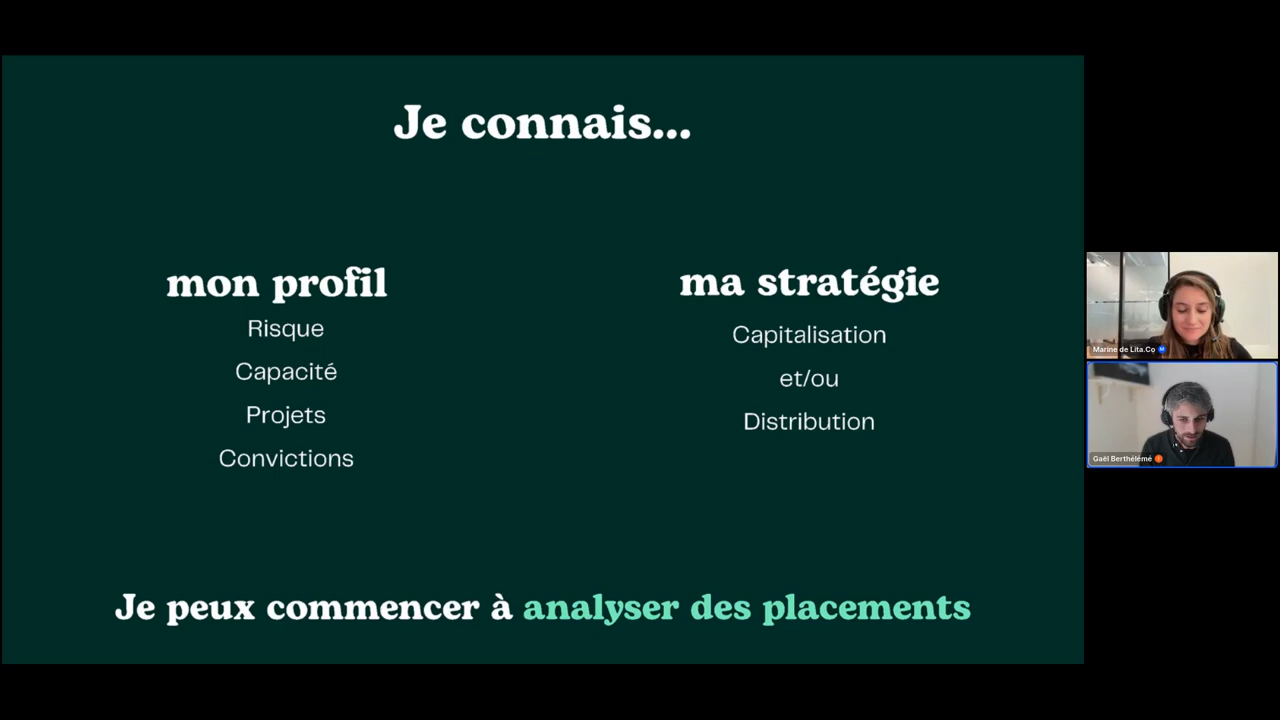 Je connais...
mon profil
Risque
Capacité
Projets
Convictions
ma stratégie
Capitalisation
et/ou
Distribution
Je peux commencer à analyser des placements
Marine de Lita.Co
Gaël Berthélémé